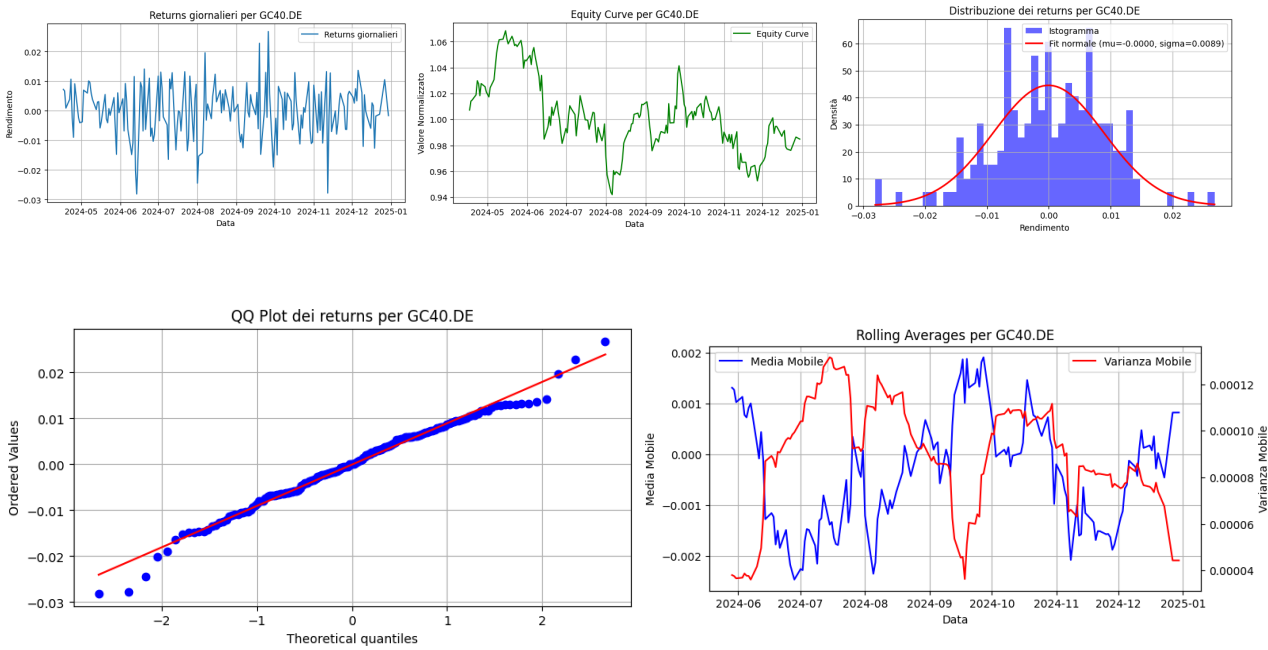 Returns giornalieri per GC40.DE
Returns giornalieri
Rendimento
0.02
0.01
0.00
−0.01
−0.02
−0.03
2024-05 2024-06 2024-07 2024-08 2024-09 2024-10 2024-11 2024-12 2025-01
Data
Equity Curve per GC40.DE
Equity Curve
Valore Normalizzato
1.06
1.04
1.02
1.00
0.98
0.96
0.94
2024-05 2024-06 2024-07 2024-08 2024-09 2024-10 2024-11 2024-12 2025-01
Data
Distribuzione dei returns per GC40.DE
Istogramma
Fit normale (mu=-0.0000, sigma=0.0089)
Densità
60
50
40
30
20
10
0
−0.03 −0.02 −0.01 0.00 0.01 0.02
Rendimento
QQ Plot dei returns per GC40.DE
Ordered Values
0.02
0.01
0.00
−0.01
−0.02
−0.03
−2 −1 0 1 2
Theoretical quantiles
Rolling Averages per GC40.DE
Media Mobile
Varianza Mobile
Media Mobile
0.002
0.001
0.000
−0.001
−0.002
0.00012
0.00010
0.00008
0.00006
0.00004
Varianza Mobile
2024-06 2024-07 2024-08 2024-09 2024-10 2024-11 2024-12 2025-01
Data